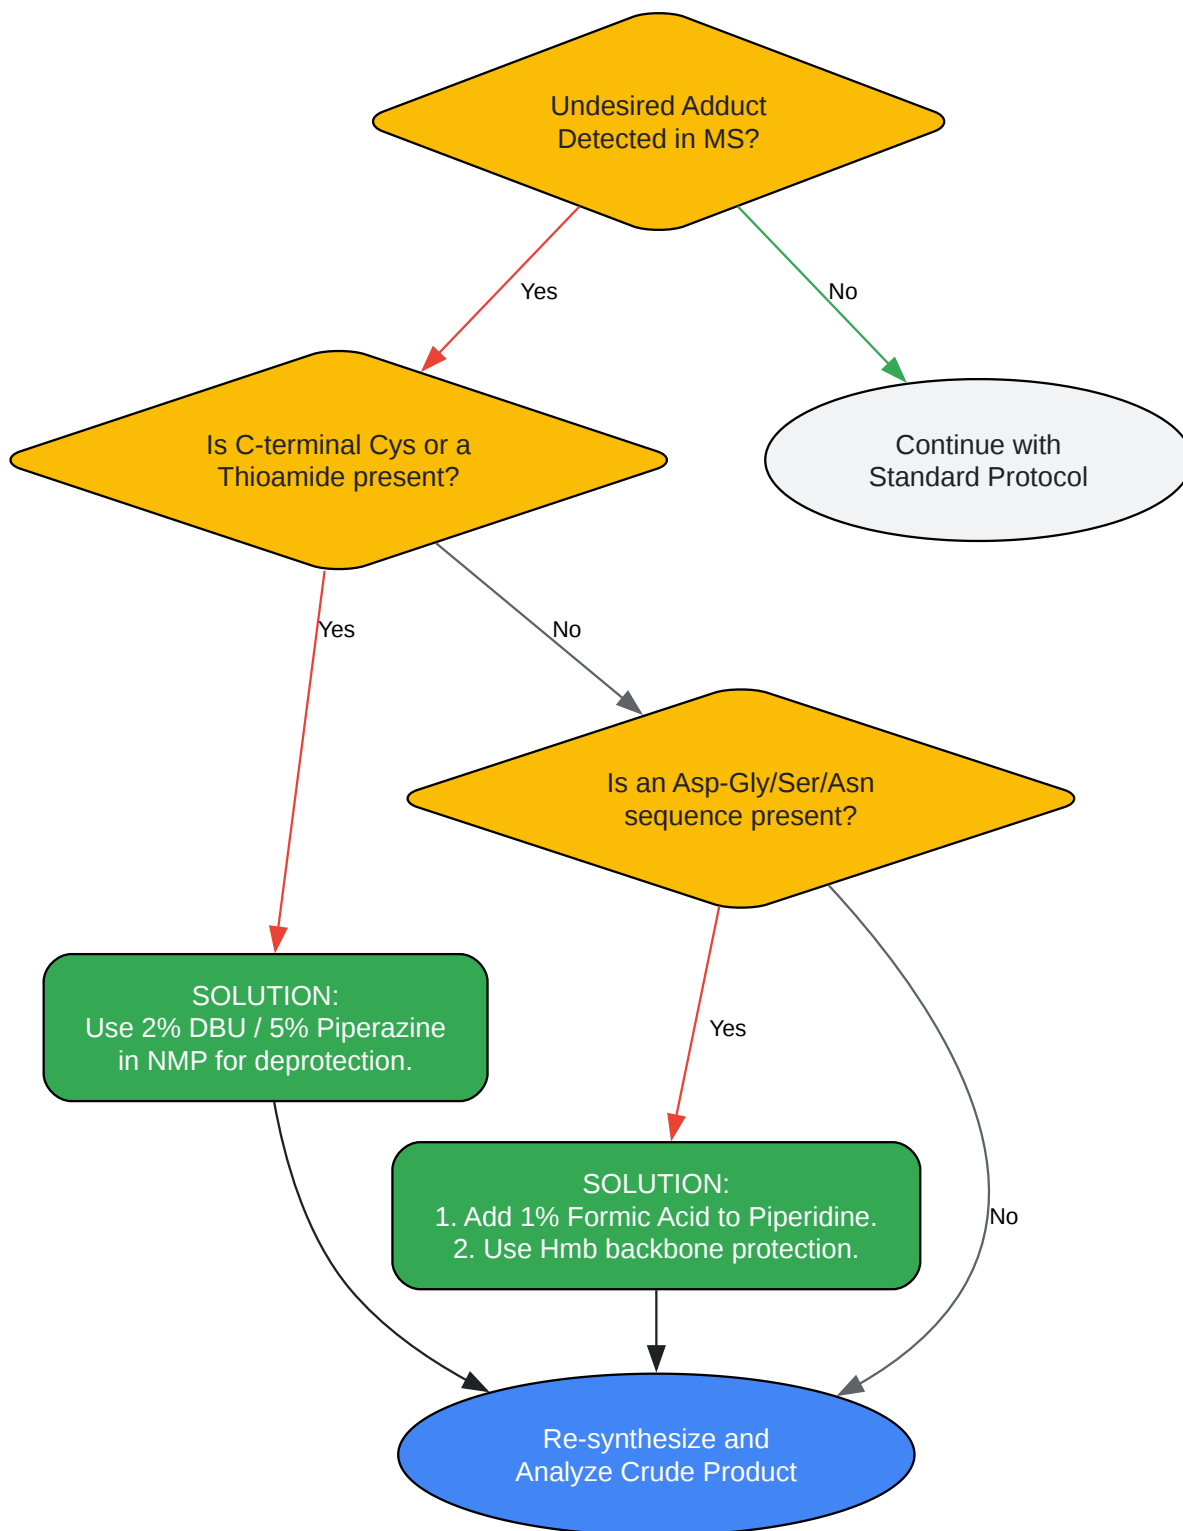 Undesired Adduct
Detected in MS?
Yes
No
Is C-terminal Cys or a
Thioamide present?
Continue with
Standard Protocol
Yes
No
Is an Asp-Gly/Ser/Asn
sequence present?
SOLUTION:
Use 2% DBU / 5% Piperazine
in NMP for deprotection.
Yes
SOLUTION:
1. Add 1% Formic Acid to Piperidine.
2. Use Hmb backbone protection.
No
Re-synthesize and
Analyze Crude Product